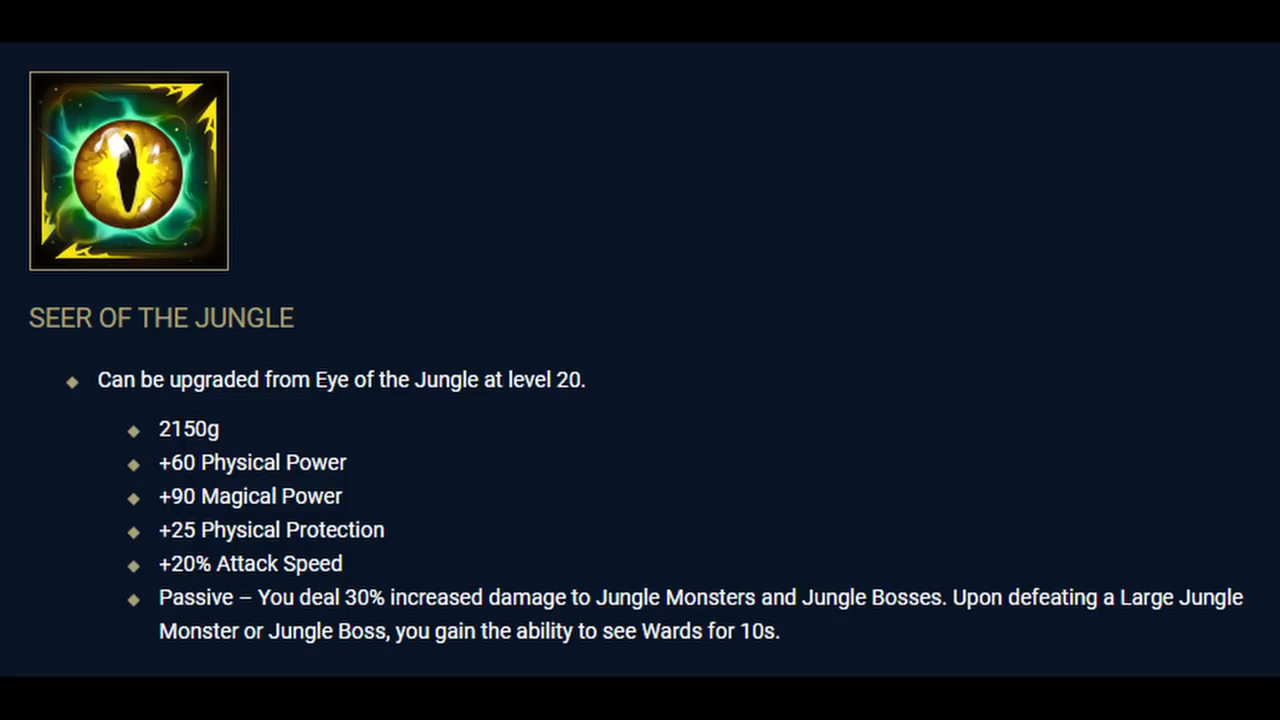 SEER OF THE JUNGLE
Can be upgraded from Eye of the Jungle at level 20.
2150g
+60 Physical Power
+90 Magical Power
+25 Physical Protection
+20% Attack Speed
Passive – You deal 30% increased damage to Jungle Monsters and Jungle Bosses. Upon defeating a Large Jungle
Monster or Jungle Boss, you gain the ability to see Wards for 10s.